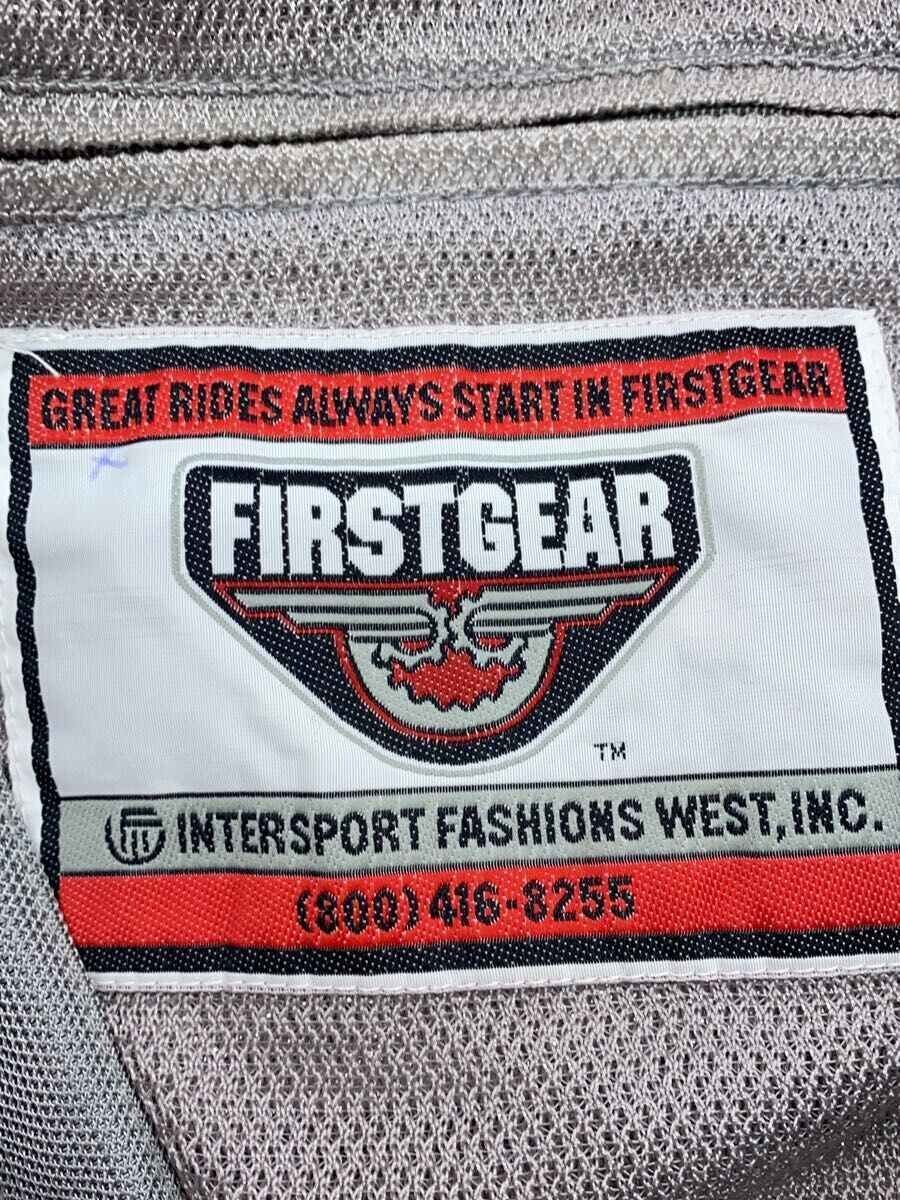 GREAT RIDES ALWAYS START IN FIRSTGEAR
FIRSTGEAR
TM
INTERSPORT FASHIONS WEST, INC.
(800) 416-8255